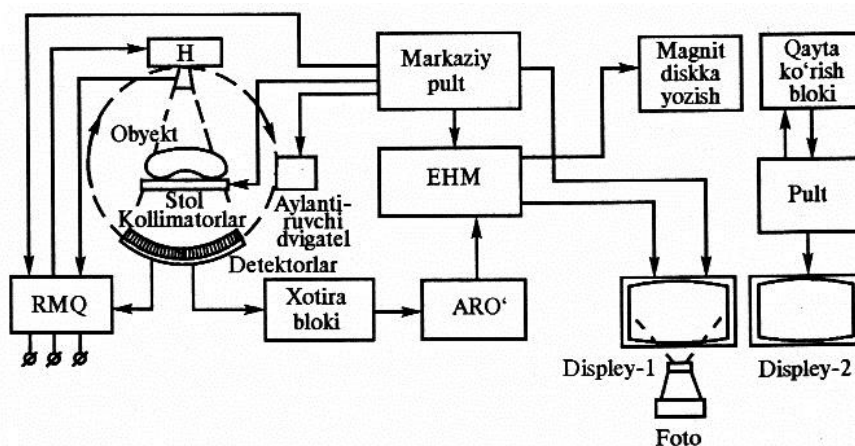 H
Markaziy
pult
Magnit
diskka
yozish
Qayta
ko‘rish
bloki
Obyekt
EHM
Stol
Kollimatorlar
Aylanti-
ruvchi
dvigatel
Pult
Detektorlar
RMQ
Xotira
bloki
ARO‘
Displey-1
Displey-2
Foto